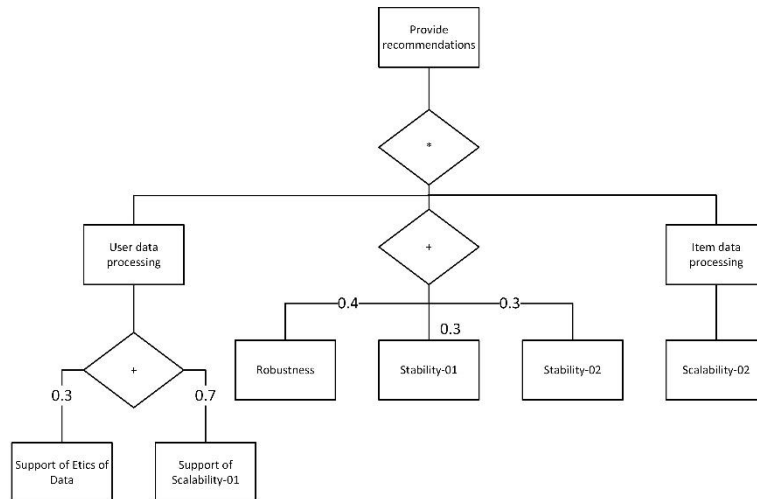 Provide
recommendations
*
User data
processing
+
Item data
processing
0.4
0.3
0.3
Robustness
Stability-01
Stability-02
Scalability-02
+
0.3
0.7
Support of Etics of
Data
Support of
Scalability-01